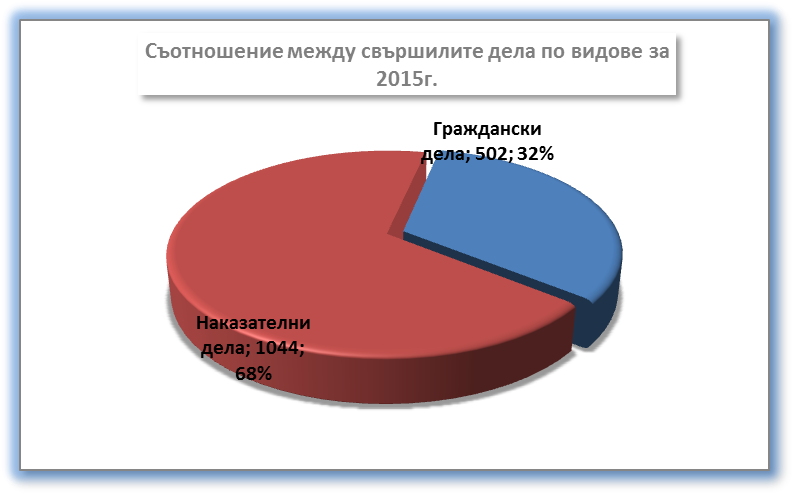 Съотношение между свършилите дела по видове за
2015г.
Граждански
дела; 502; 32%
Наказателни
дела; 1044;
68%